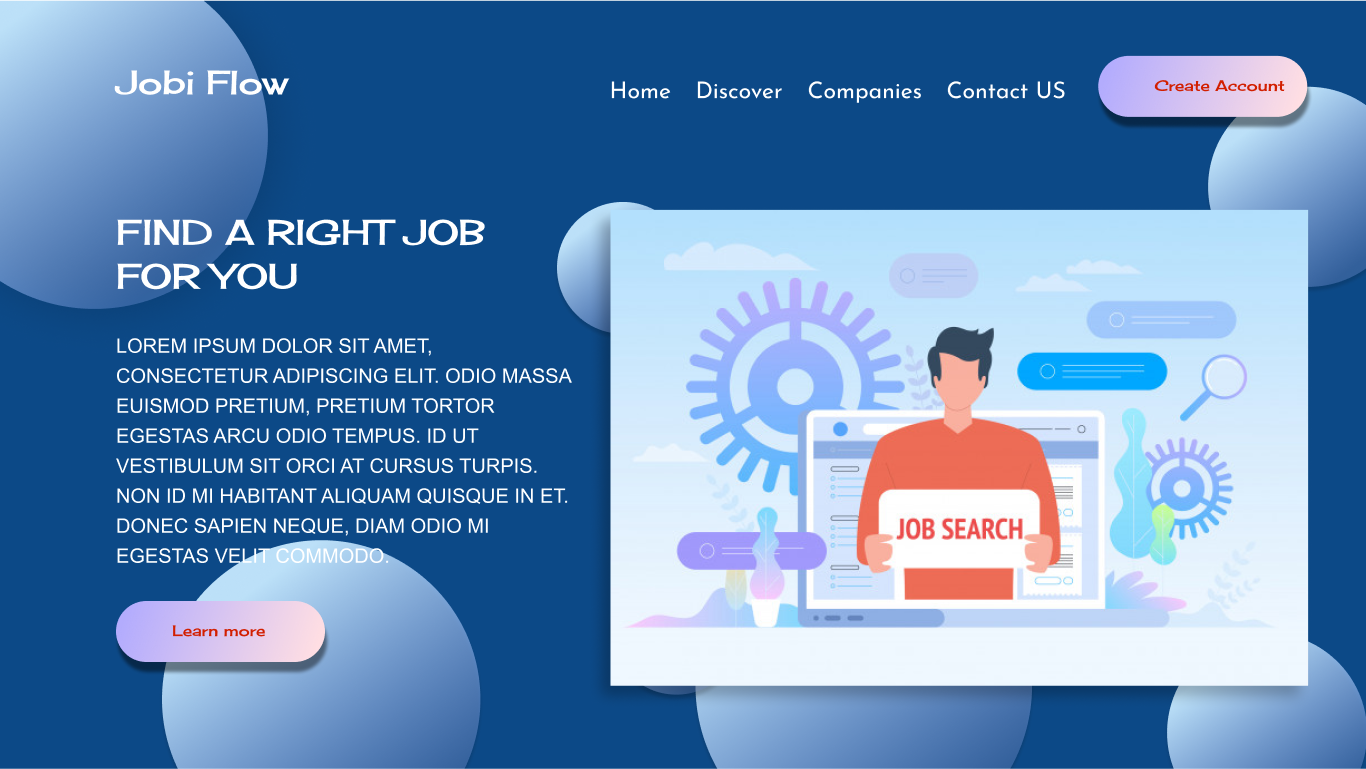 Jobi Flow
Home Discover Companies Contact US
Create Account
FIND A RIGHT JOB
FOR YOU
LOREM IPSUM DOLOR SIT AMET,
CONSECTETUR ADIPISCING ELIT. ODIO MASSA
EUISMOD PRETIUM, PRETIUM TORTOR
EGESTAS ARCU ODIO TEMPUS. ID UT
VESTIBULUM SIT ORCI AT CURSUS TURPIS.
NON ID MI HABITANT ALIQUAM QUISQUE IN ET.
DONEC SAPIEN NEQUE, DIAM ODIO MI
EGESTAS VELIT COMMODO.
Learn more
JOB SEARCH